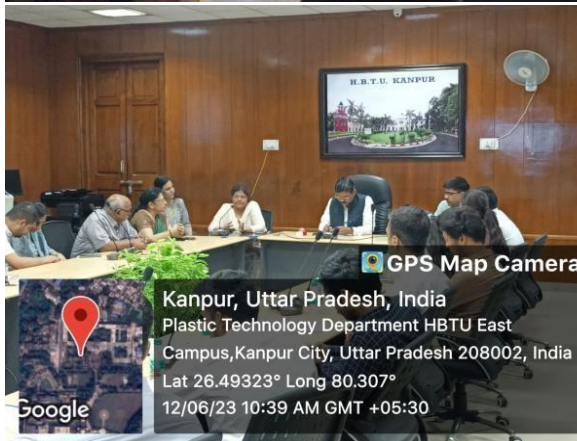 H.B.T.U. KANPUR
GPS Map Camera
Kanpur, Uttar Pradesh, India
Plastic Technology Department HBTU East
Campus,Kanpur City, Uttar Pradesh 208002, India
Lat 26.49323° Long 80.307°
12/06/23 10:39 AM GMT +05:30
Google